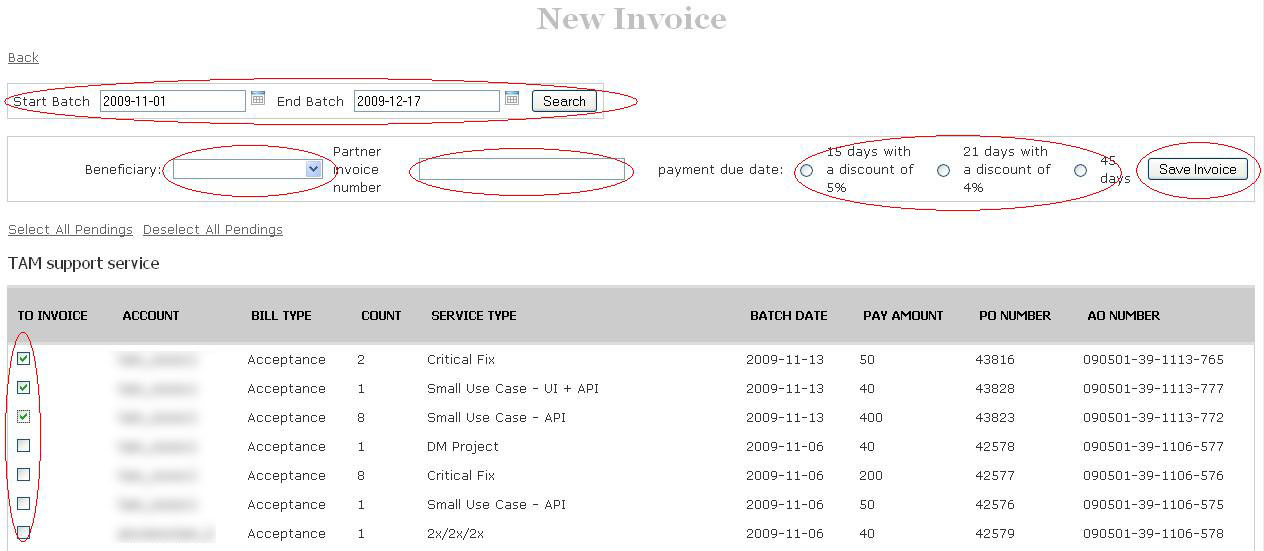 New Invoice
Back
Start Batch 2009-11-01 End Batch 2009-12-17 Search
Beneficiary: Partner invoice number payment due date: 15 days with a discount of 5% 21 days with a discount of 4% 45 days Save Invoice
Select All Pendings Deselect All Pendings
TAM support service
TO INVOICE ACCOUNT BILL TYPE COUNT SERVICE TYPE BATCH DATE PAY AMOUNT PO NUMBER AO NUMBER
Acceptance 2 Critical Fix 2009-11-13 50 43816 090501-39-1113-765
Acceptance 1 Small Use Case - UI + API 2009-11-13 40 43828 090501-39-1113-777
Acceptance 8 Small Use Case - API 2009-11-13 400 43823 090501-39-1113-772
Acceptance 1 DM Project 2009-11-06 40 42578 090501-39-1106-577
Acceptance 8 Critical Fix 2009-11-06 200 42577 090501-39-1106-576
Acceptance 1 Small Use Case - API 2009-11-06 50 42576 090501-39-1106-575
Acceptance 1 2x/2x/2x 2009-11-06 40 42579 090501-39-1106-578